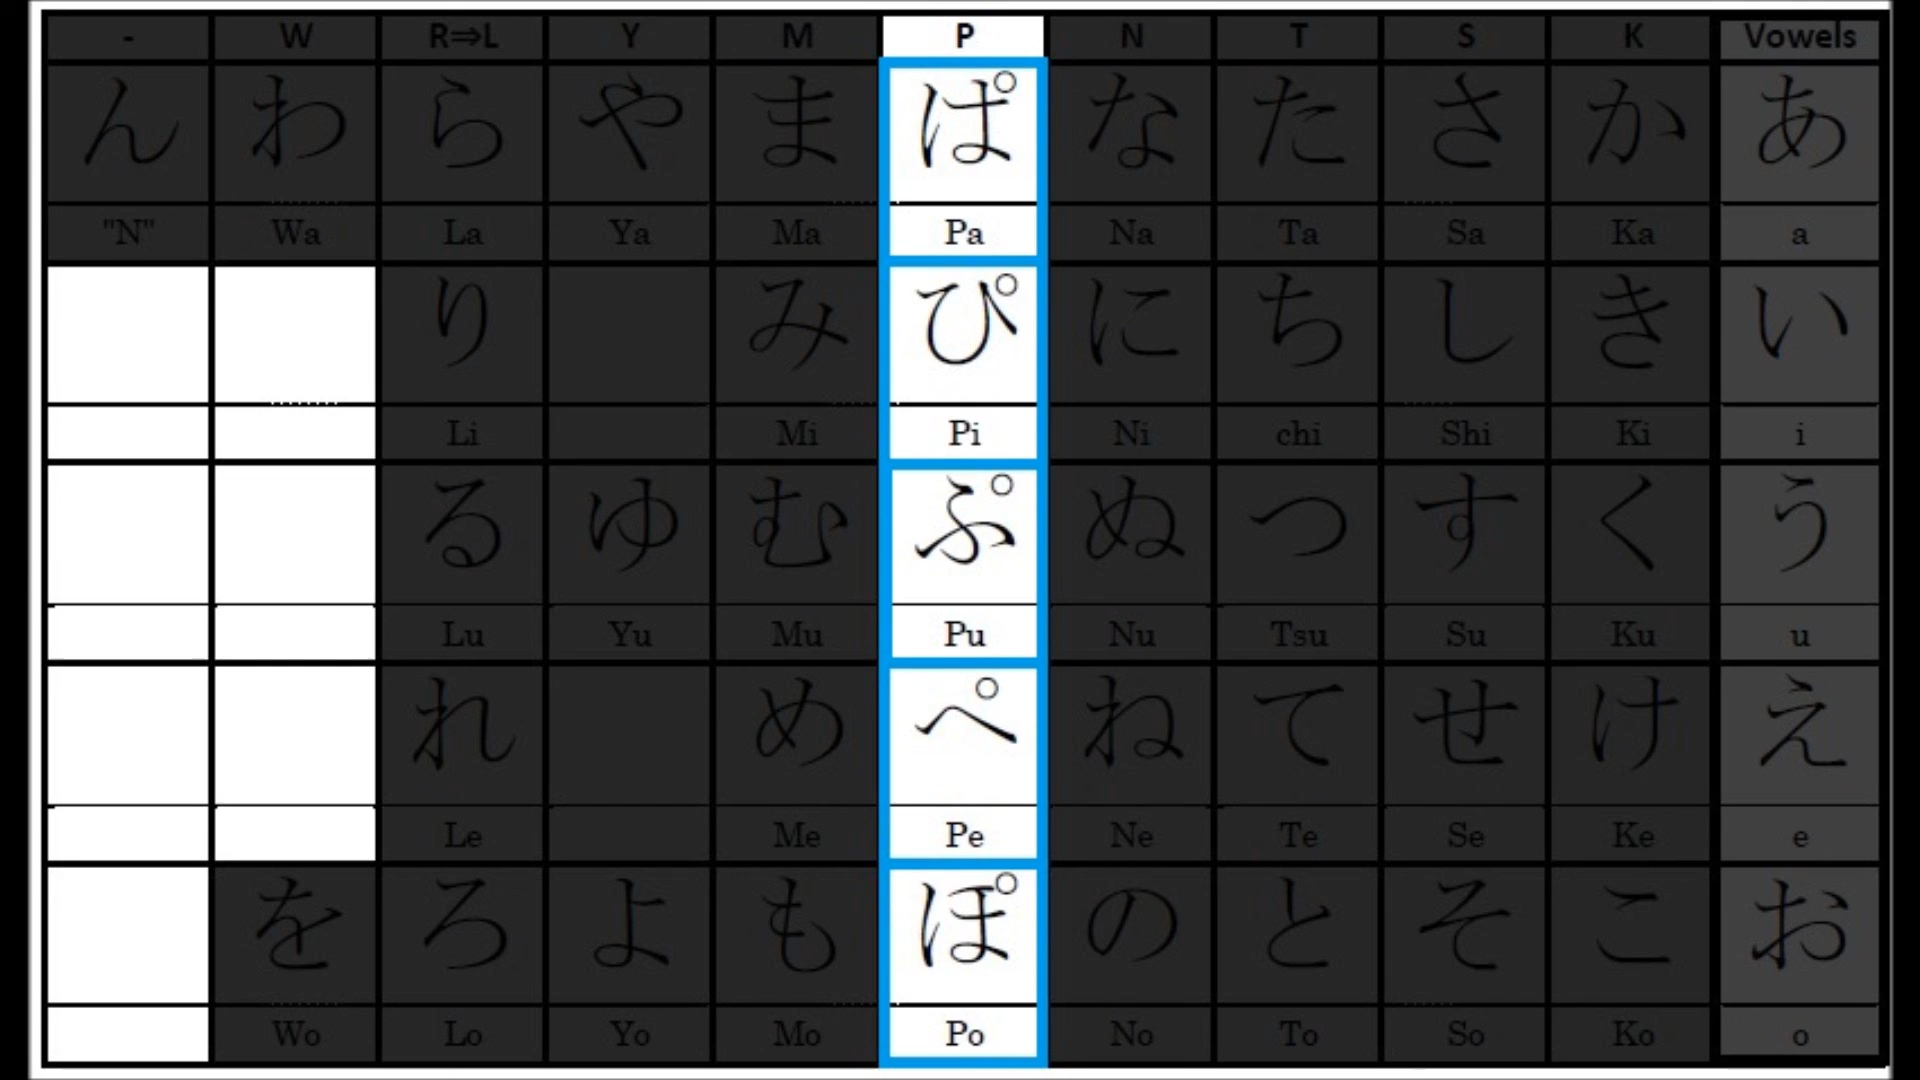 - W R⇒L Y M P N T S K Vowels
ん わ ら や ま ぱ な た さ か あ
"N" Wa La Ya Ma Pa Na Ta Sa Ka a
り み ぴ に ち し き い
Li Mi Pi Ni chi Shi Ki i
る ゆ む ぷ ぬ つ す く う
Lu Yu Mu Pu Nu Tsu Su Ku u
れ め ぺ ね て せ け え
Le Me Pe Ne Te Se Ke e
を ろ よ も ぽ の と そ こ お
Wo Lo Yo Mo Po No To So Ko o